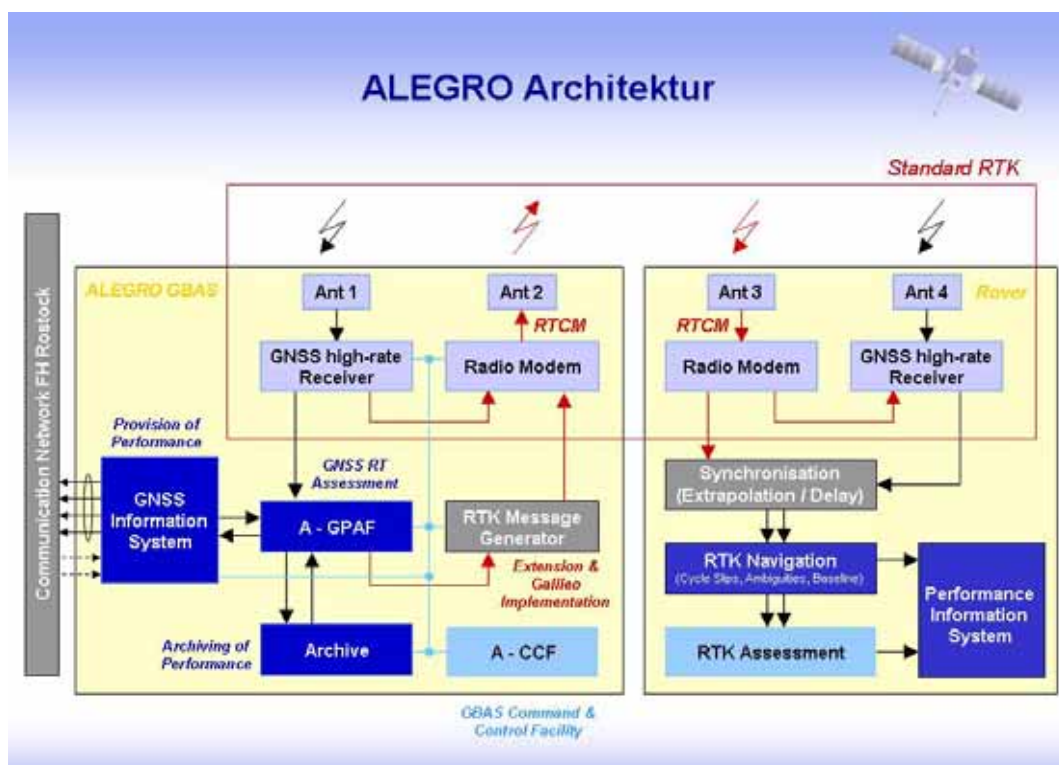 ALEGRO Architektur
Standard RTK
Communication Network FH Rostock
ALEGRO GBAS
Ant 1
Ant 2
Ant 3
Ant 4
Rover
RTCM
RTCM
GNSS high-rate
Receiver
Radio Modem
Radio Modem
GNSS high-rate
Receiver
Provision of
Performance
GNSS RT
Assessment
GNSS
Information
System
A - GPAF
RTK Message
Generator
Extension &
Galileo
Implementation
Synchronisation
(Extrapolation / Delay)
RTK Navigation
(Cycle Slips, Ambiguities, Baseline)
Performance
Information
System
Archiving of
Performance
Archive
A - CCF
RTK Assessment
GBAS Command &
Control Facility